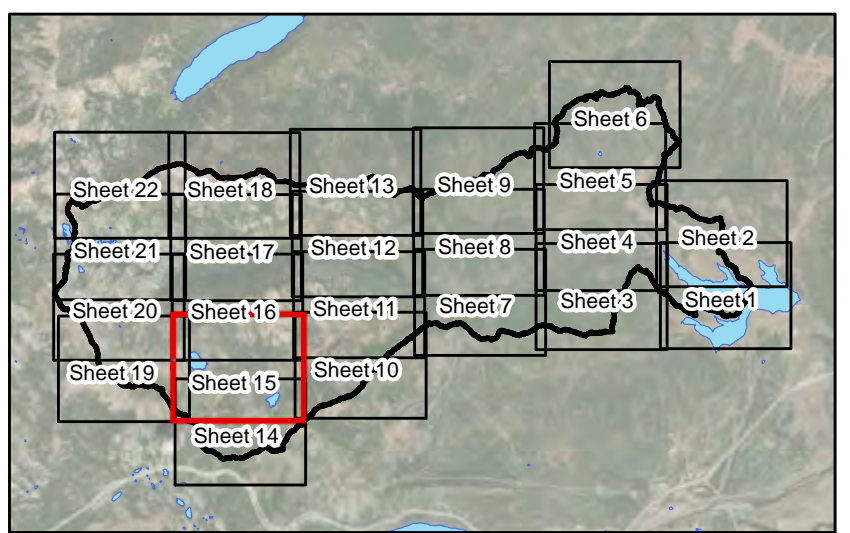 Sheet 6
Sheet 22
Sheet 18
Sheet 13
Sheet 9
Sheet 5
Sheet 2
Sheet 21
Sheet 17
Sheet 12
Sheet 8
Sheet 4
Sheet 20
Sheet 16
Sheet 11
Sheet 7
Sheet 3
Sheet 1
Sheet 19
Sheet 15
Sheet 10
Sheet 14